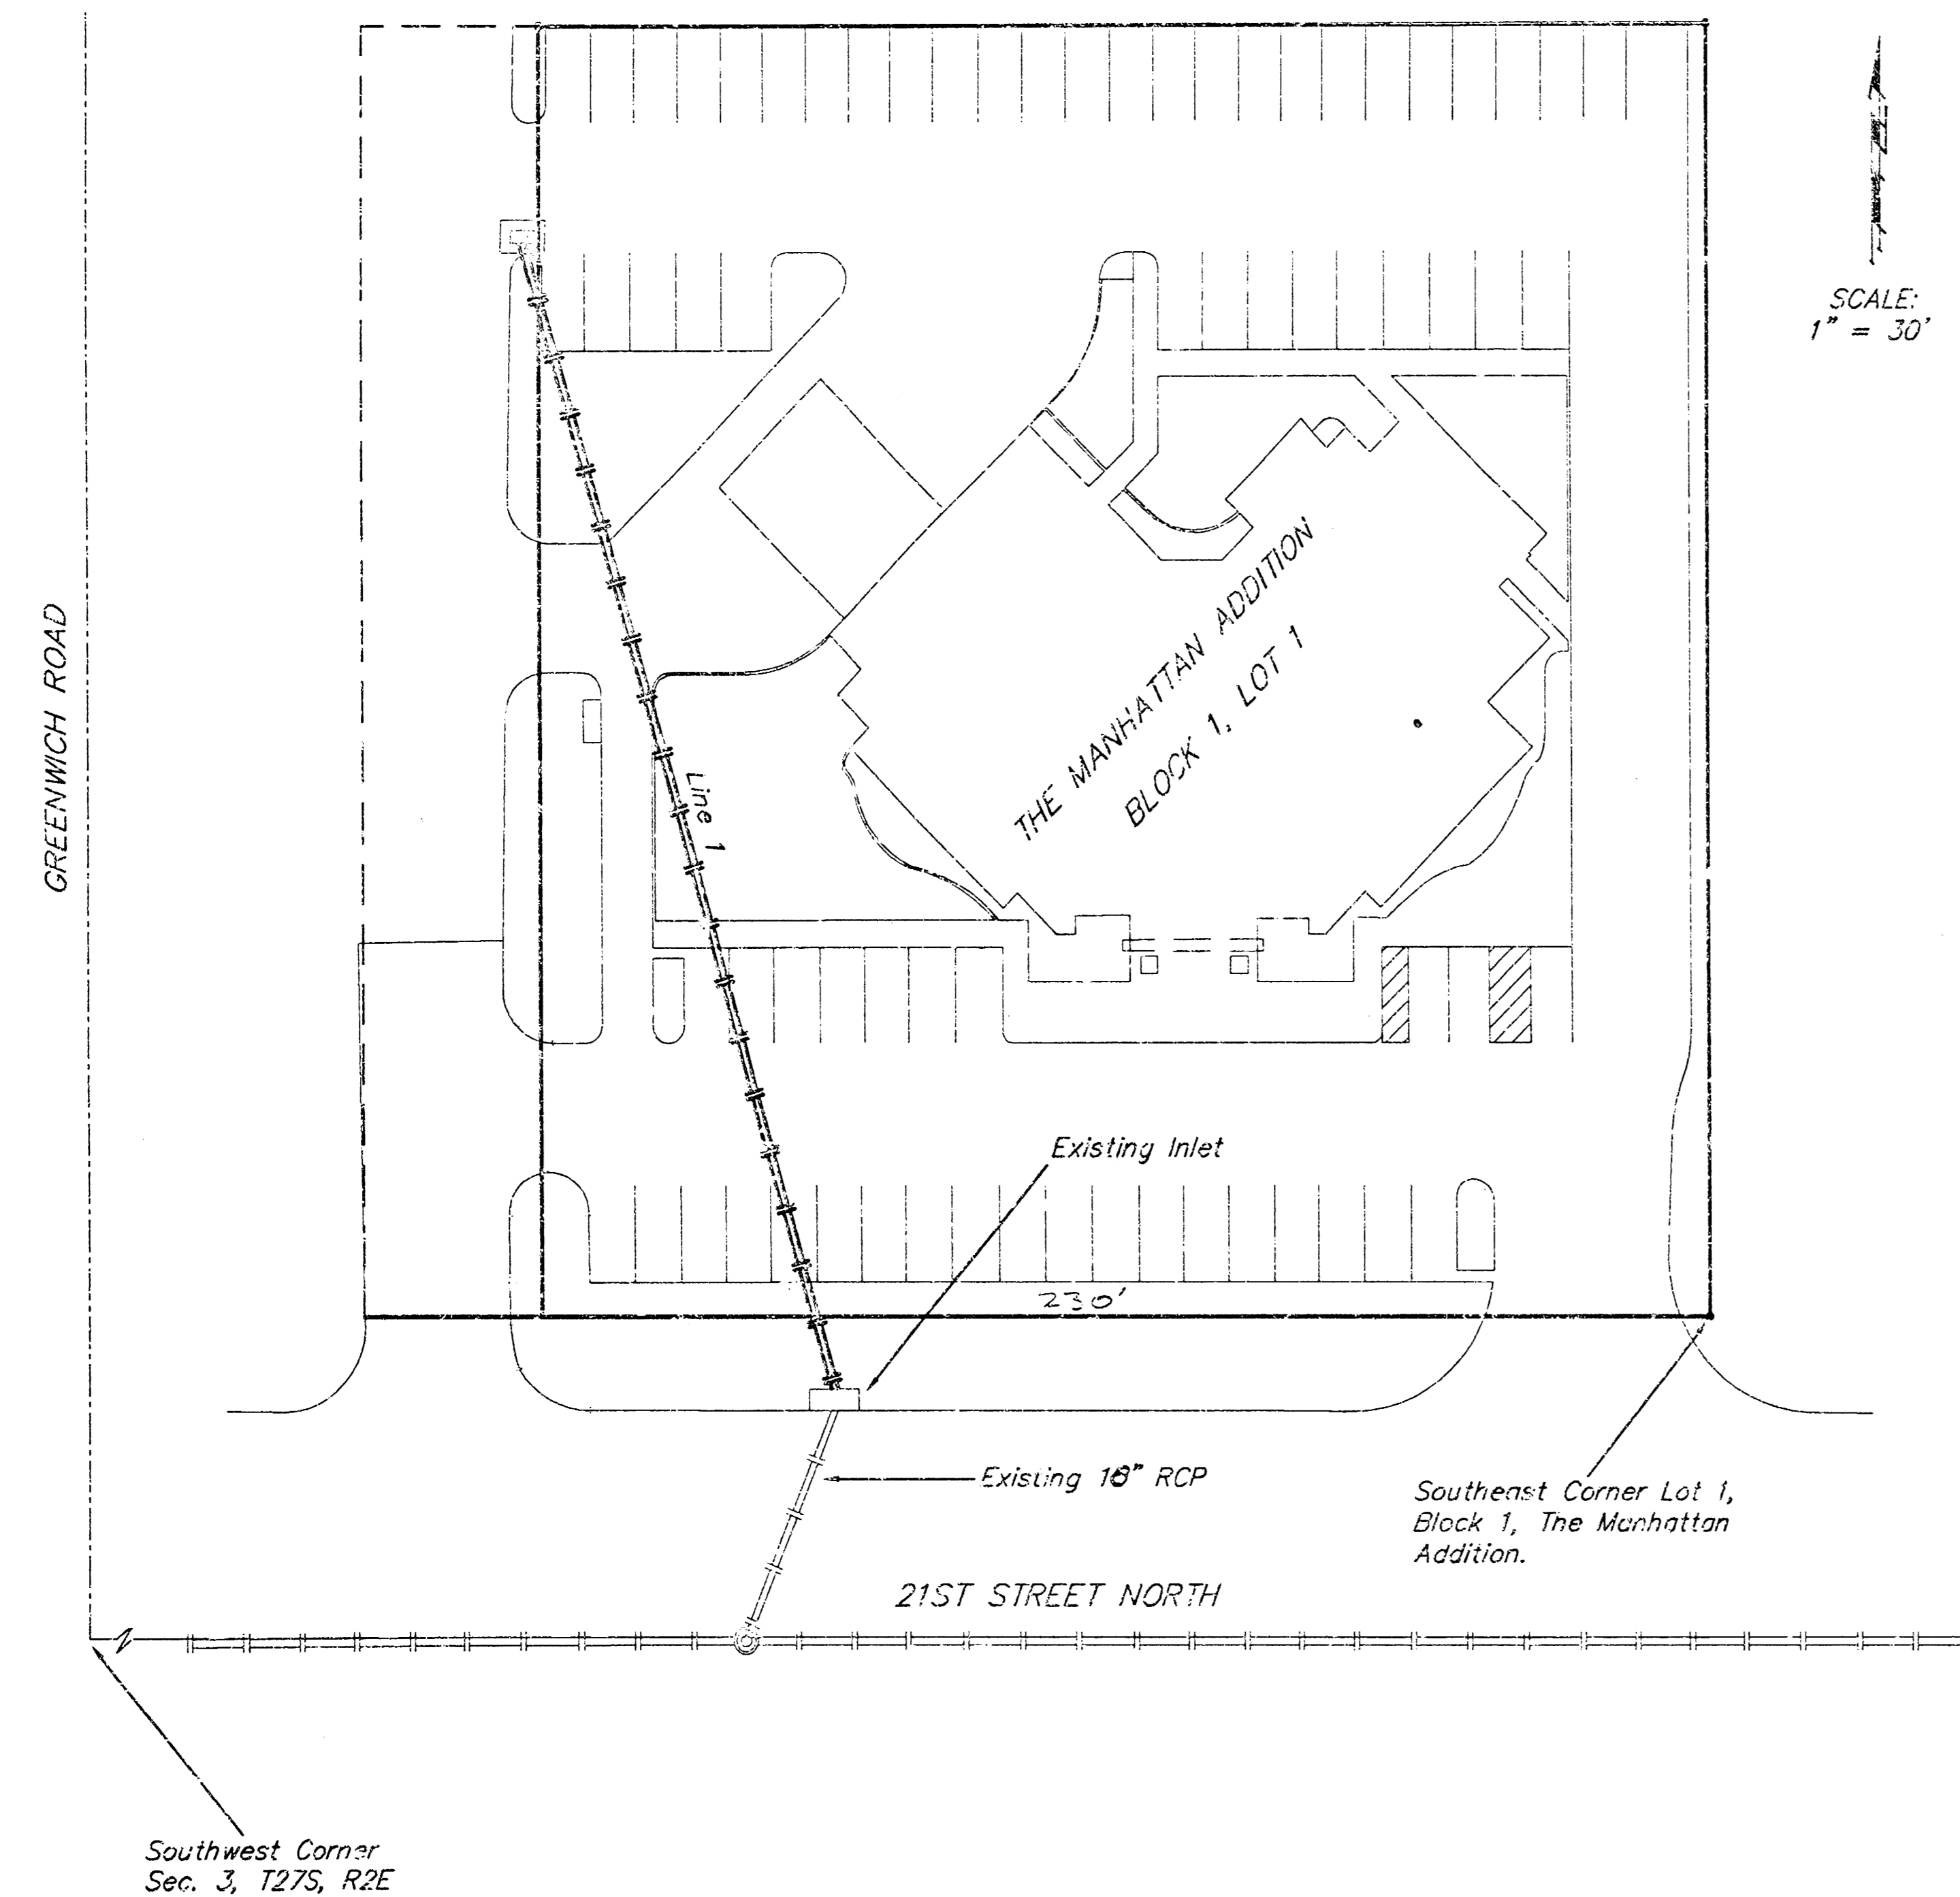 SCALE:
1" = 30'
GREENWICH ROAD
THE MANHATTAN ADDITION
BLOCK 1, LOT 1
Line 1
Existing Inlet
230'
Existing 18" RCP
Southeast Corner Lot 1,
Block 1, The Manhattan
Addition.
21ST STREET NORTH
Southwest Corner
Sec. 3, T27S, R2E